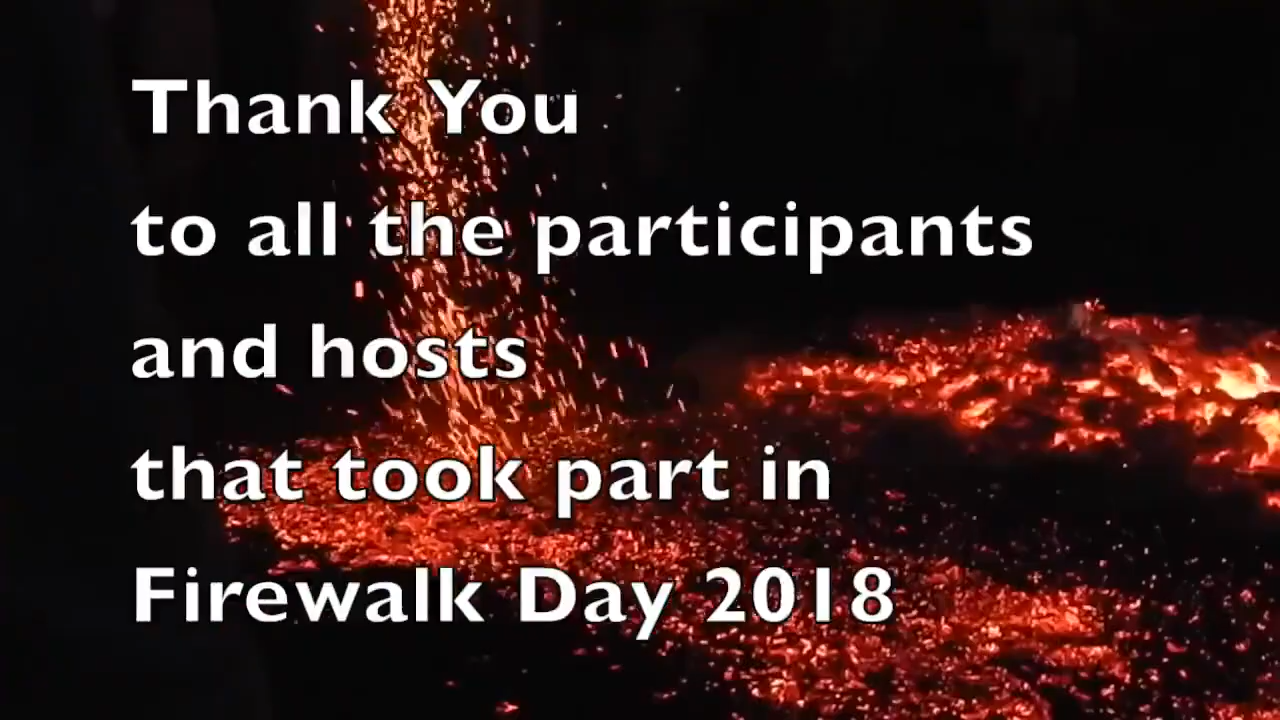 Thank You
to all the participants
and hosts
that took part in
Firewalk Day 2018